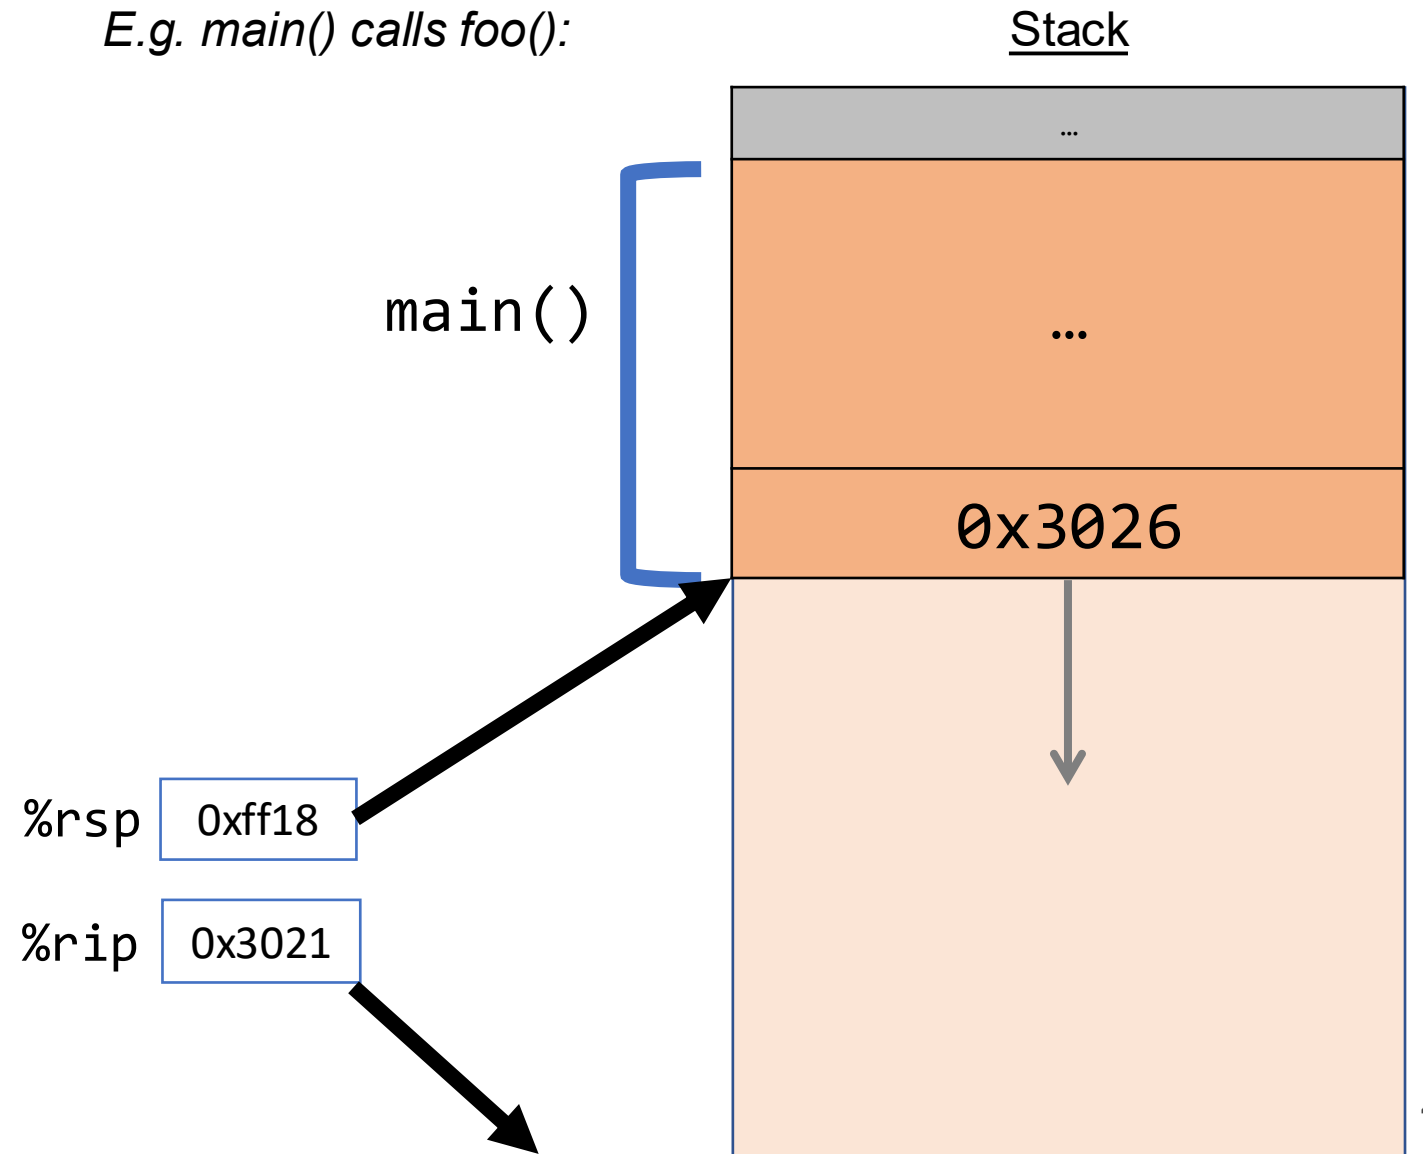 E.g. main() calls foo():
Stack
…
main()
…
0x3026
%rsp 0xff18
%rip 0x3021